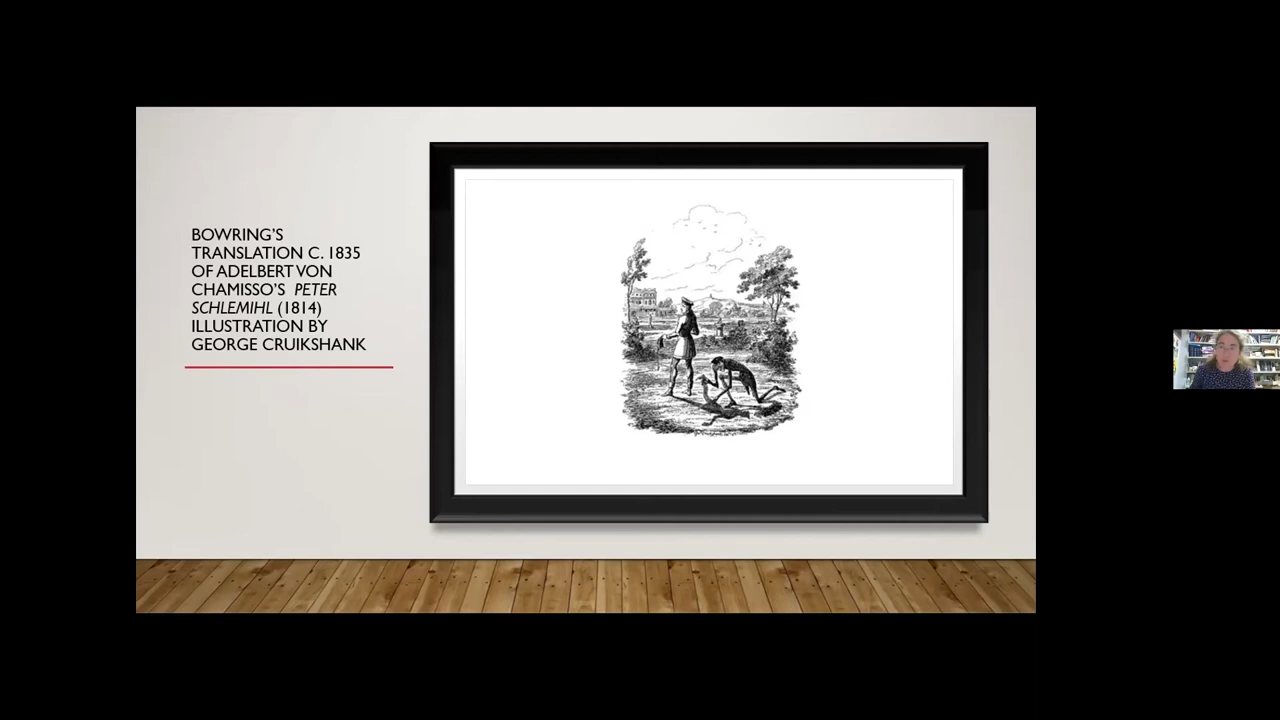 BOWRING'S
TRANSLATION C. 1835
OF ADELBERT VON
CHAMISSO'S PETER
SCHLEMIHL (1814)
ILLUSTRATION BY
GEORGE CRUIKSHANK